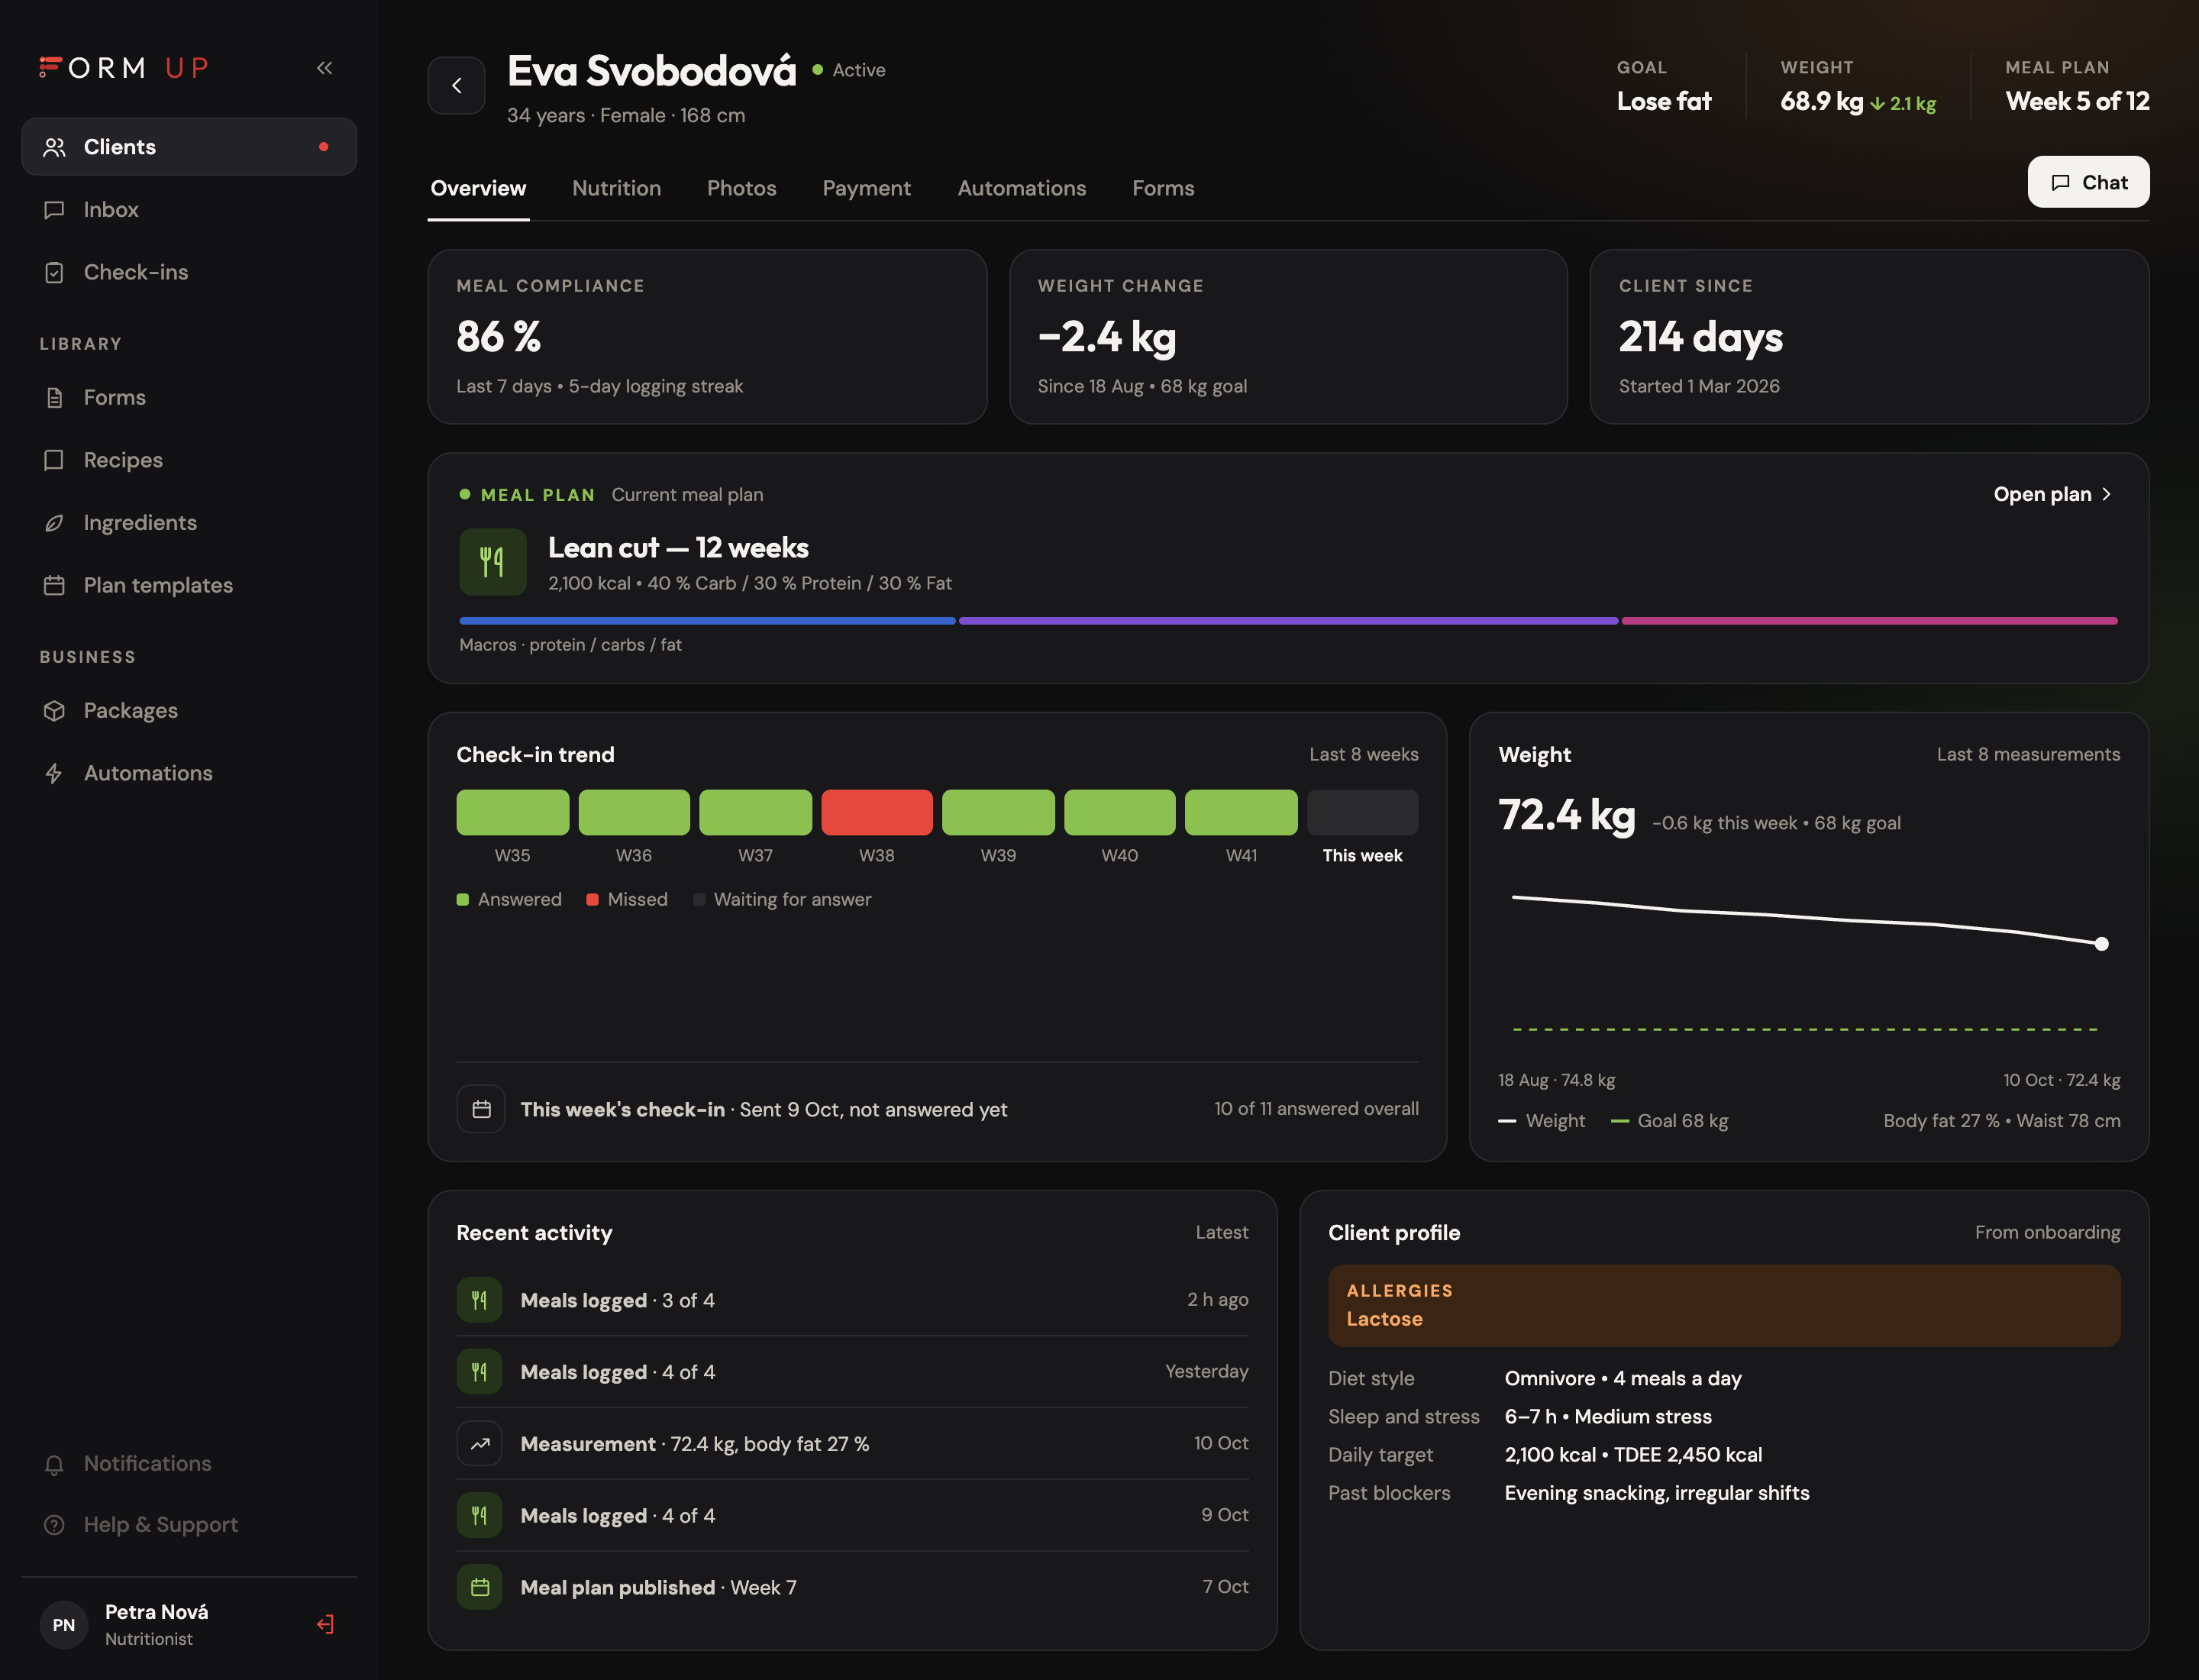 FORM UP
Clients
Inbox
Check-ins
LIBRARY
Forms
Recipes
Ingredients
Plan templates
BUSINESS
Packages
Automations
Notifications
Help & Support
PN
Petra Nová
Nutritionist
Eva Svobodová
Active
34 years · Female · 168 cm
GOAL
Lose fat
WEIGHT
68.9 kg ↓ 2.1 kg
MEAL PLAN
Week 5 of 12
Overview
Nutrition
Photos
Payment
Automations
Forms
Chat
MEAL COMPLIANCE
86 %
Last 7 days • 5-day logging streak
WEIGHT CHANGE
−2.4 kg
Since 18 Aug • 68 kg goal
CLIENT SINCE
214 days
Started 1 Mar 2026
MEAL PLAN Current meal plan
Open plan
Lean cut — 12 weeks
2,100 kcal • 40 % Carb / 30 % Protein / 30 % Fat
Macros · protein / carbs / fat
Check-in trend
Last 8 weeks
W35
W36
W37
W38
W39
W40
W41
This week
Answered
Missed
Waiting for answer
This week's check-in · Sent 9 Oct, not answered yet
10 of 11 answered overall
Weight
Last 8 measurements
72.4 kg
-0.6 kg this week • 68 kg goal
18 Aug · 74.8 kg
10 Oct · 72.4 kg
Weight
Goal 68 kg
Body fat 27 % • Waist 78 cm
Recent activity
Latest
Meals logged · 3 of 4
2 h ago
Meals logged · 4 of 4
Yesterday
Measurement · 72.4 kg, body fat 27 %
10 Oct
Meals logged · 4 of 4
9 Oct
Meal plan published · Week 7
7 Oct
Client profile
From onboarding
ALLERGIES
Lactose
Diet style
Omnivore • 4 meals a day
Sleep and stress
6–7 h • Medium stress
Daily target
2,100 kcal • TDEE 2,450 kcal
Past blockers
Evening snacking, irregular shifts